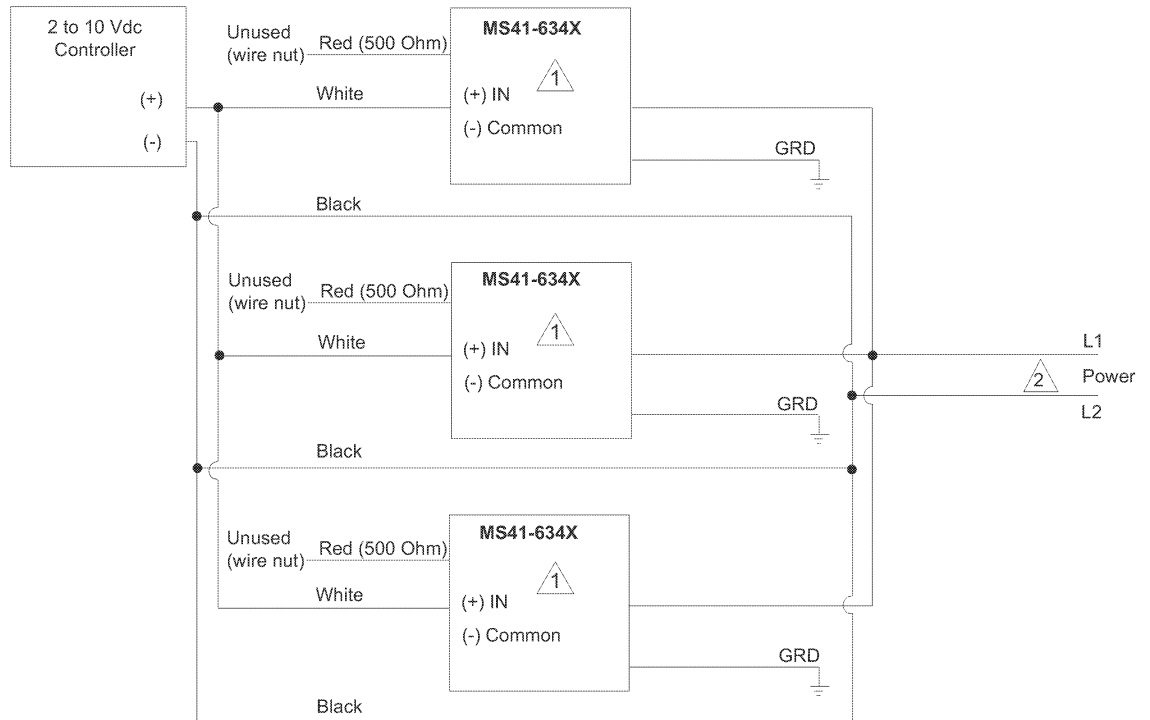 2 to 10 Vdc
Controller
(+)
(-)
Unused
(wire nut)
Red (500 Ohm)
White
MS41-634X
1
(+) IN
(-) Common
GRD
Black
Unused
(wire nut)
Red (500 Ohm)
White
MS41-634X
1
(+) IN
(-) Common
GRD
L1
2
Power
L2
Black
Unused
(wire nut)
Red (500 Ohm)
White
MS41-634X
1
(+) IN
(-) Common
GRD
Black